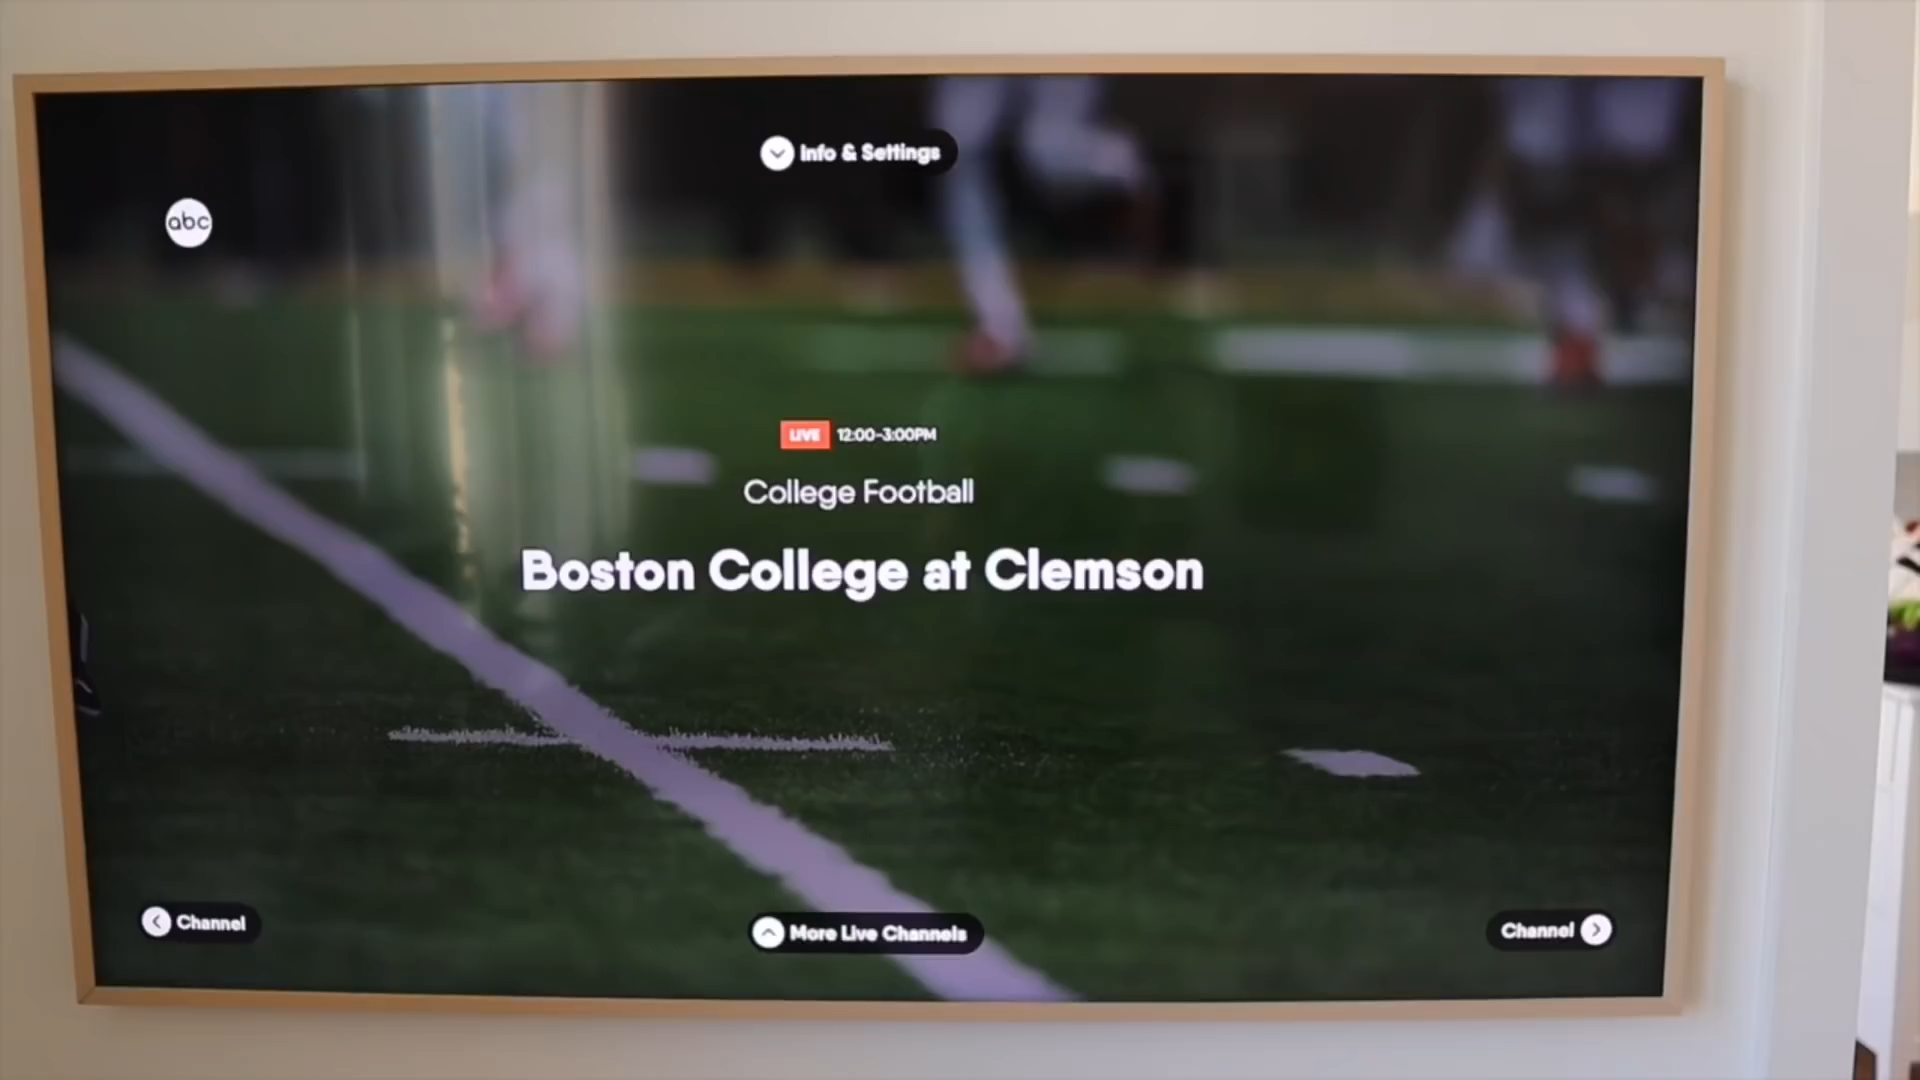 Info & Settings
abc
LIVE 12:00-3:00PM
College Football
Boston College at Clemson
Channel
More Live Channels
Channel